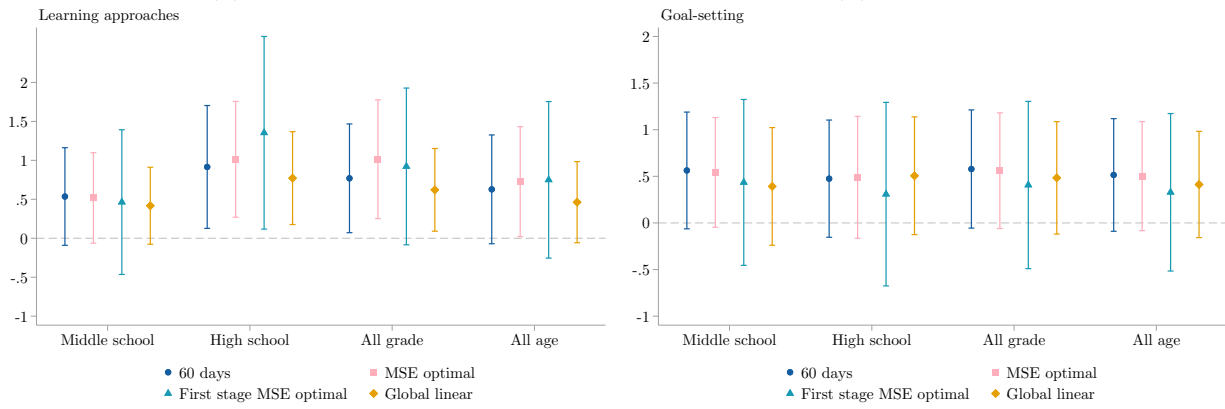 Learning approaches
2
1.5
1
.5
0
-.5
-1
Middle school High school All grade All age
60 days MSE optimal
First stage MSE optimal Global linear
Goal-setting
2
1.5
1
.5
0
-.5
-1
Middle school High school All grade All age
60 days MSE optimal
First stage MSE optimal Global linear